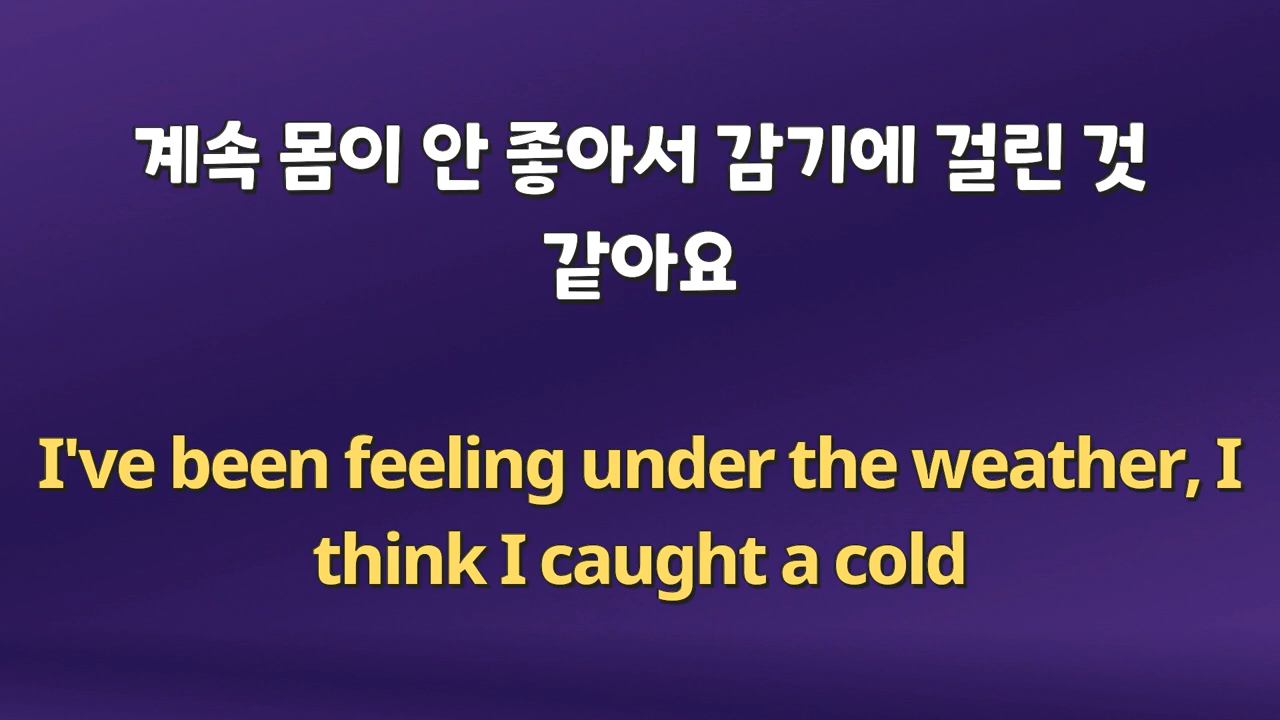 계속 몸이 안 좋아서 감기에 걸린 것
같아요
I've been feeling under the weather, I
think I caught a cold